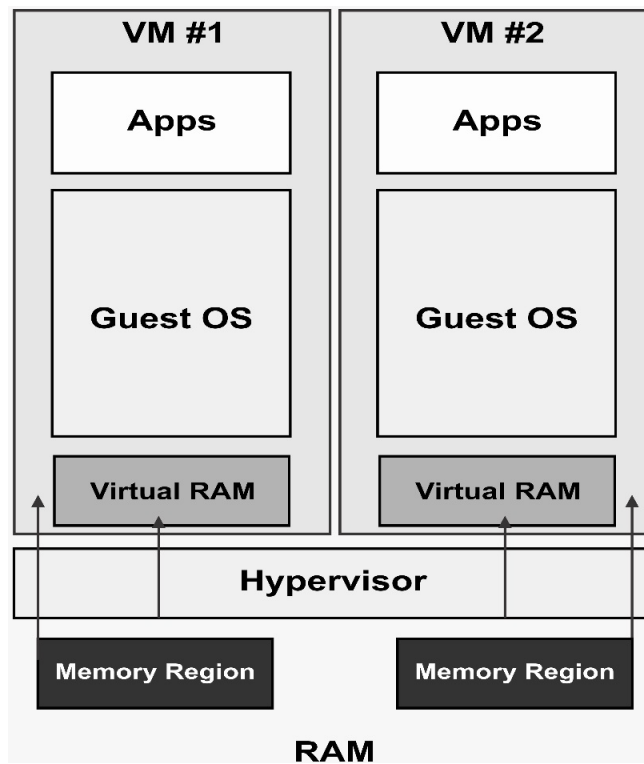 VM #1
VM #2
Apps
Apps
Guest OS
Guest OS
Virtual RAM
Virtual RAM
Hypervisor
Memory Region
Memory Region
RAM